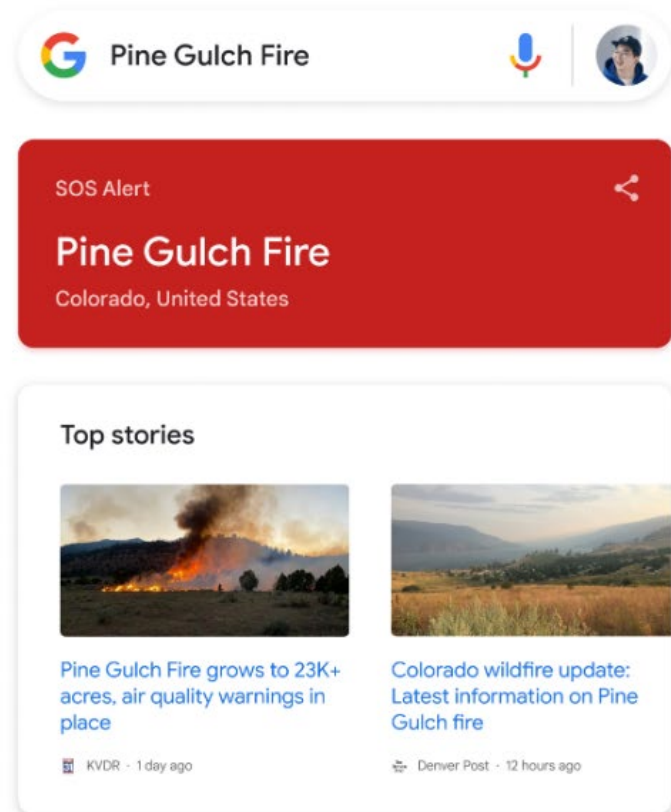 Pine Gulch Fire
SOS Alert
Pine Gulch Fire
Colorado, United States
Top stories
Pine Gulch Fire grows to 23K+
acres, air quality warnings in
place
KVDR · 1 day ago
Colorado wildfire update:
Latest information on Pine
Gulch fire
Denver Post · 12 hours ago